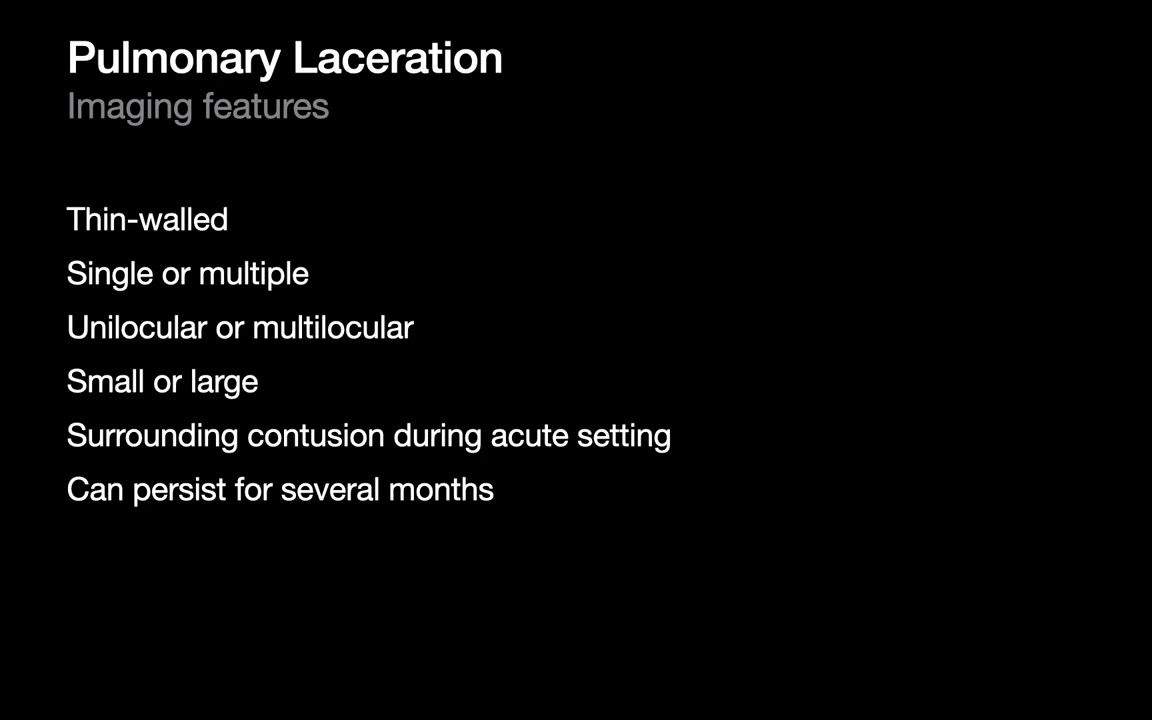 Pulmonary Laceration
Imaging features
Thin-walled
Single or multiple
Unilocular or multilocular
Small or large
Surrounding contusion during acute setting
Can persist for several months